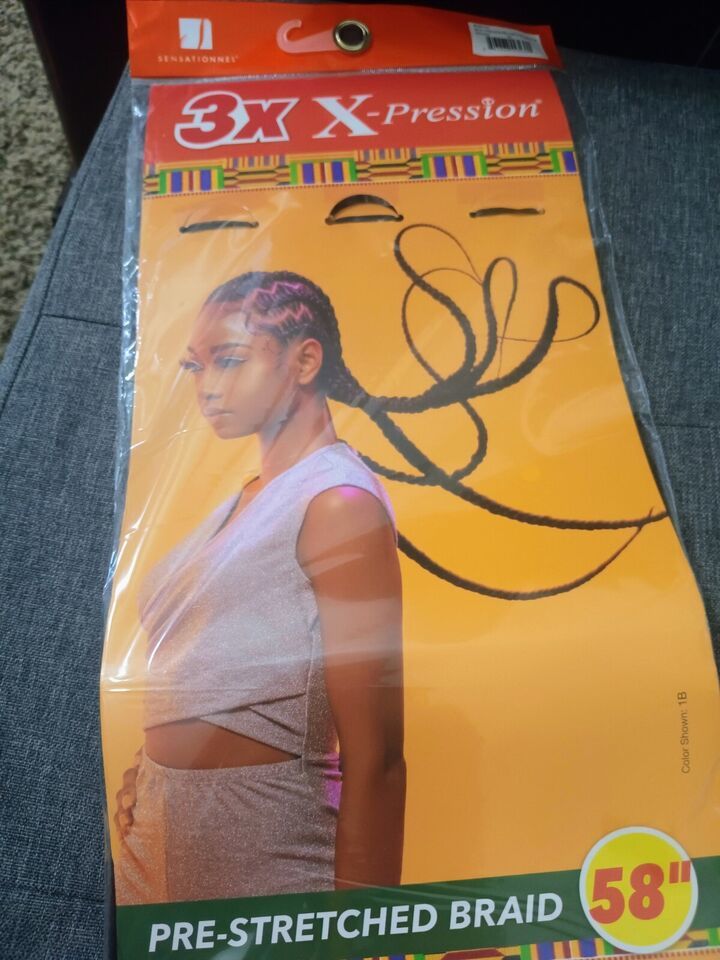 SENSATIONNEL®
3X X-PRESSION®
Color Shown: 1B
58"
PRE-STRETCHED BRAID